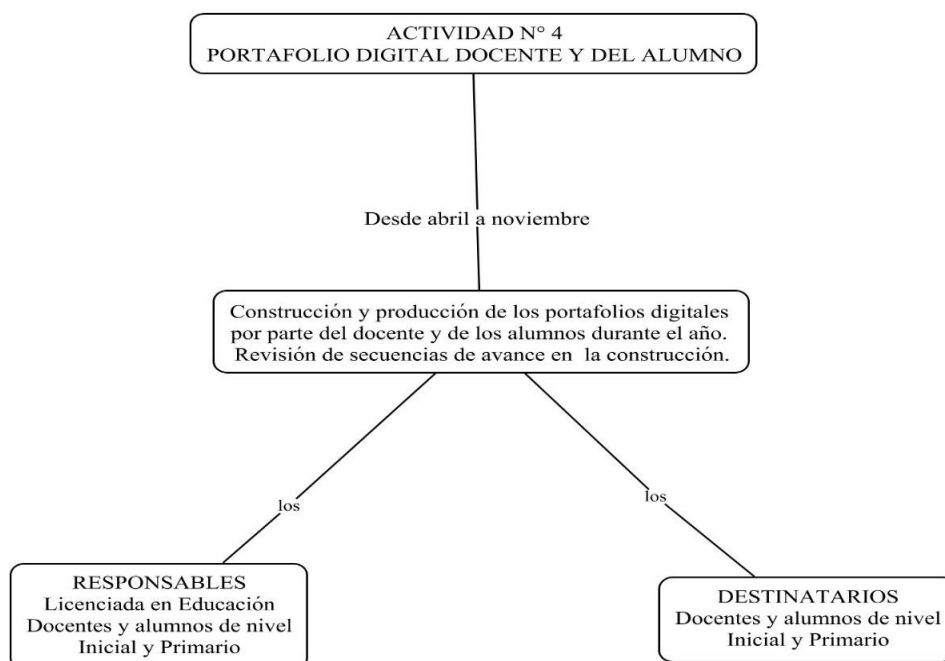 ACTIVIDAD N° 4
PORTAFOLIO DIGITAL DOCENTE Y DEL ALUMNO
Desde abril a noviembre
Construcción y producción de los portafolios digitales
por parte del docente y de los alumnos durante el año.
Revisión de secuencias de avance en la construcción.
los
los
RESPONSABLES
Licenciada en Educación
Docentes y alumnos de nivel
Inicial y Primario
DESTINATARIOS
Docentes y alumnos de nivel
Inicial y Primario